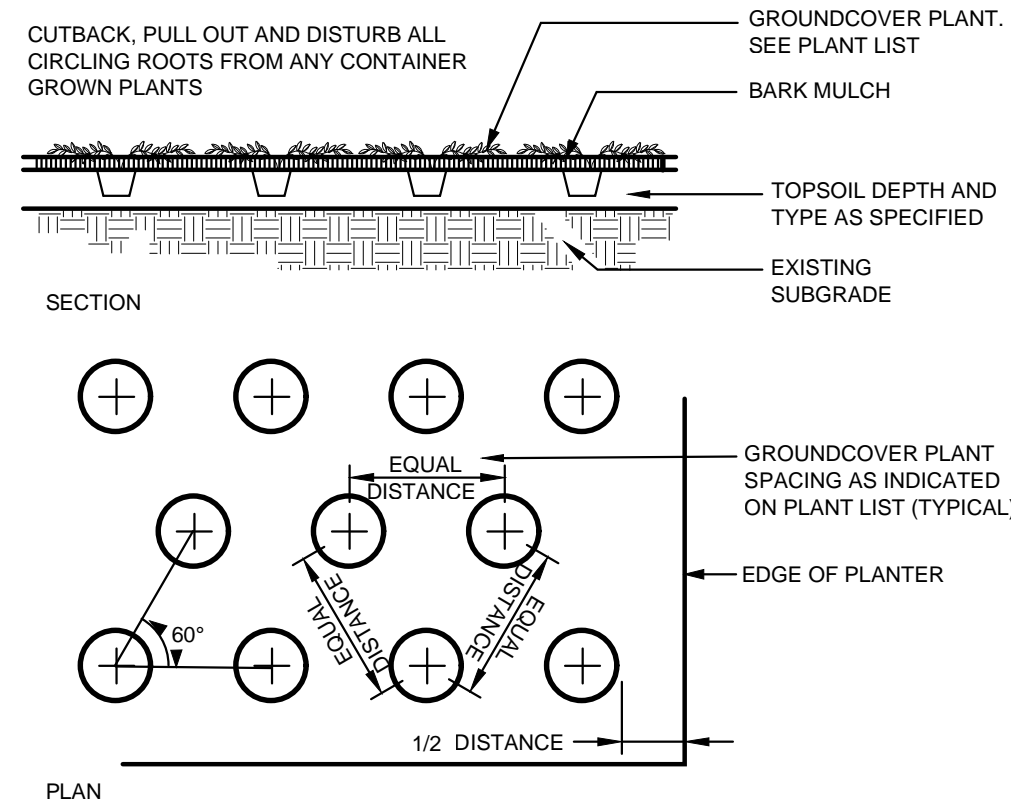 CUTBACK, PULL OUT AND DISTURB ALL
CIRCLING ROOTS FROM ANY CONTAINER
GROWN PLANTS
GROUNDCOVER PLANT.
SEE PLANT LIST
BARK MULCH
TOPSOIL DEPTH AND
TYPE AS SPECIFIED
EXISTING
SUBGRADE
SECTION
EQUAL
DISTANCE
GROUNDCOVER PLANT
SPACING AS INDICATED
ON PLANT LIST (TYPICAL)
EDGE OF PLANTER
EQUAL
DISTANCE
DISTANCE
EQUAL
60°
1/2 DISTANCE
PLAN